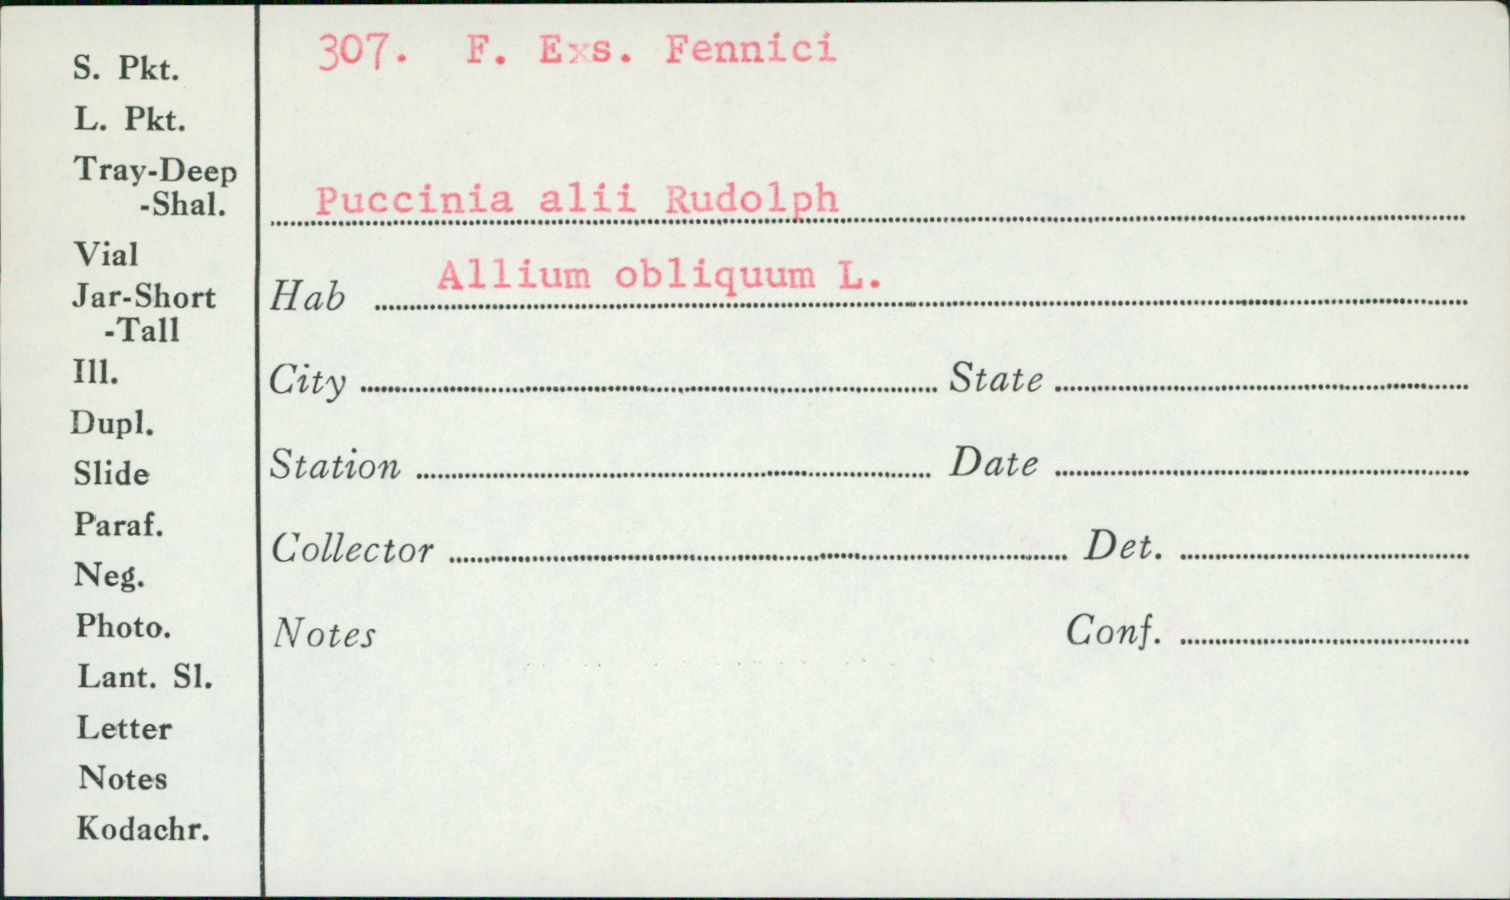 307. F. Exs. Fennici
Puccinia alii Rudolph
Hab Allium obliquum L.
City State
Station Date
Collector Det.
Notes Conf.
S. Pkt.
L. Pkt.
Tray-Deep
-Shal.
Vial
Jar-Short
-Tall
Ill.
Dupl.
Slide
Paraf.
Neg.
Photo.
Lant. Sl.
Letter
Notes
Kodachr.